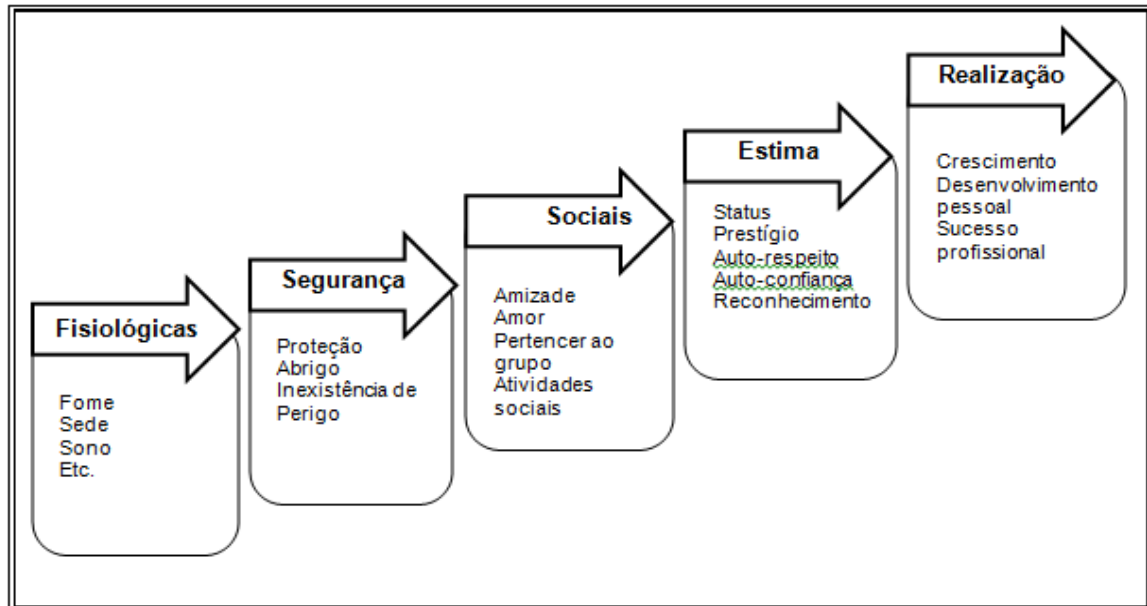 Fisiológicas
Fome
Sede
Sono
Etc.
Segurança
Proteção
Abrigo
Inexistência de
Perigo
Sociais
Amizade
Amor
Pertencer ao
grupo
Atividades
sociais
Estima
Status
Prestígio
Auto-respeito
Auto-confiança
Reconhecimento
Realização
Crescimento
Desenvolvimento
pessoal
Sucesso
profissional